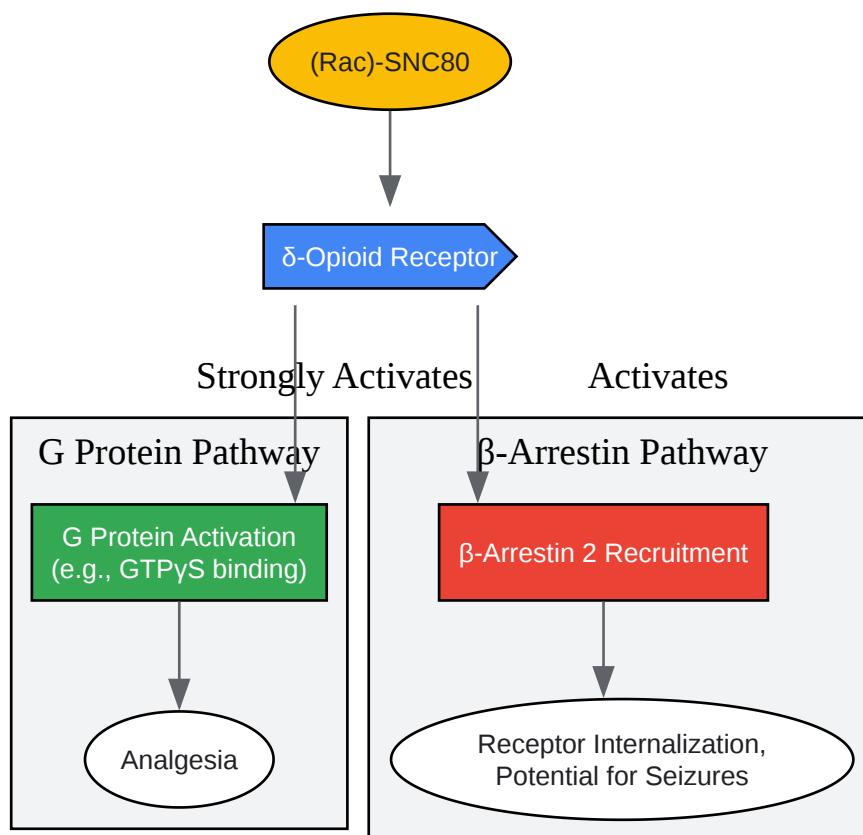 (Rac)-SNC80
δ-Opioid Receptor
Strongly Activates
Activates
G Protein Pathway
β-Arrestin Pathway
G Protein Activation
(e.g., GTPγS binding)
β-Arrestin 2 Recruitment
Analgesia
Receptor Internalization,
Potential for Seizures